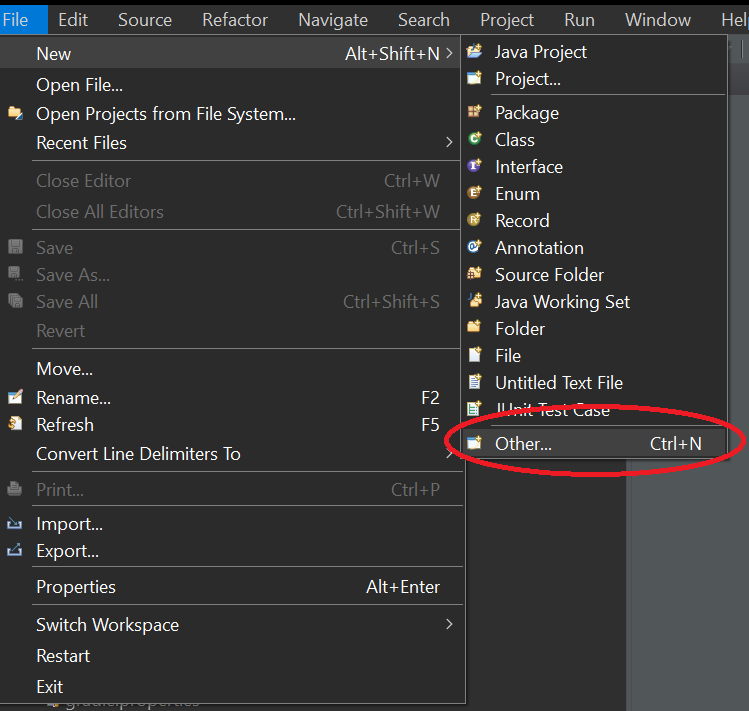 File Edit Source Refactor Navigate Search Project Run Window Hel
New Alt+Shift+N
Open File...
Open Projects from File System...
Recent Files
Close Editor Ctrl+W
Close All Editors Ctrl+Shift+W
Save Ctrl+S
Save As...
Save All Ctrl+Shift+S
Revert
Move...
Rename... F2
Refresh F5
Convert Line Delimiters To
Print... Ctrl+P
Import...
Export...
Properties Alt+Enter
Switch Workspace
Restart
Exit
gradle.properties
Java Project
Project...
Package
Class
Interface
Enum
Record
Annotation
Source Folder
Java Working Set
Folder
File
Untitled Text File
JUnit Test Case
Other... Ctrl+N